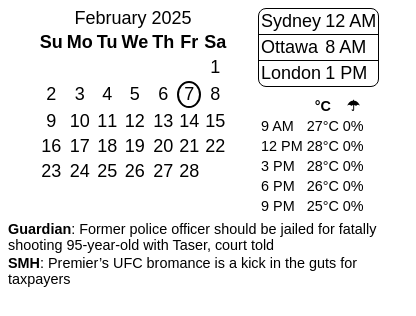 February 2025
Su Mo Tu We Th Fr Sa
1
2 3 4 5 6 7 8
9 10 11 12 13 14 15
16 17 18 19 20 21 22
23 24 25 26 27 28
Sydney 12 AM
Ottawa 8 AM
London 1 PM
°C ☂
9 AM 27°C 0%
12 PM 28°C 0%
3 PM 28°C 0%
6 PM 26°C 0%
9 PM 25°C 0%
Guardian: Former police officer should be jailed for fatally
shooting 95-year-old with Taser, court told
SMH: Premier’s UFC bromance is a kick in the guts for
taxpayers